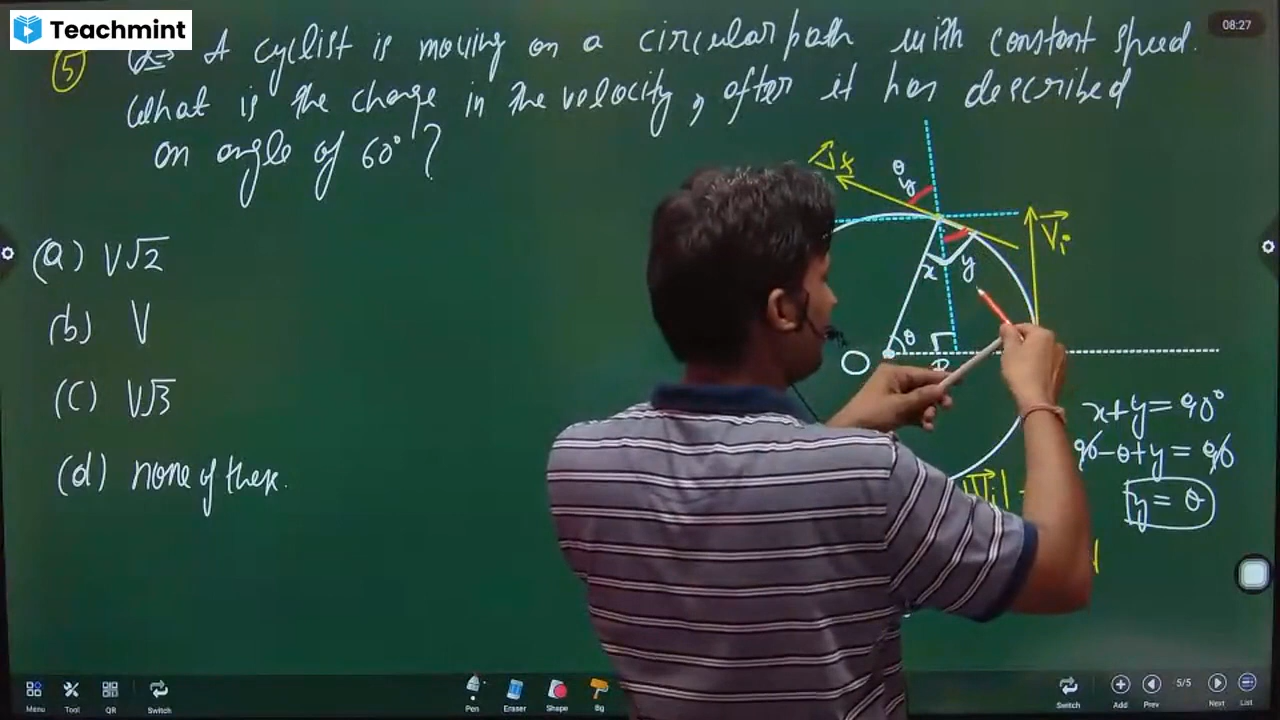 Teachmint
08:27
(5) Q→ A cyclist is moving on a circular path with constant speed.
What is the change in the velocity, after it has described
an angle of 60° ?
(a) V√2
(b) V
(c) V√3
(d) none of these.
θ
y
Vi
x y
θ
O
x+y = 90°
90-θ+y = 90
y = θ
Menu Tool QR Switch Pen Eraser Shape Bg Switch Add Prev 5/5 Next List